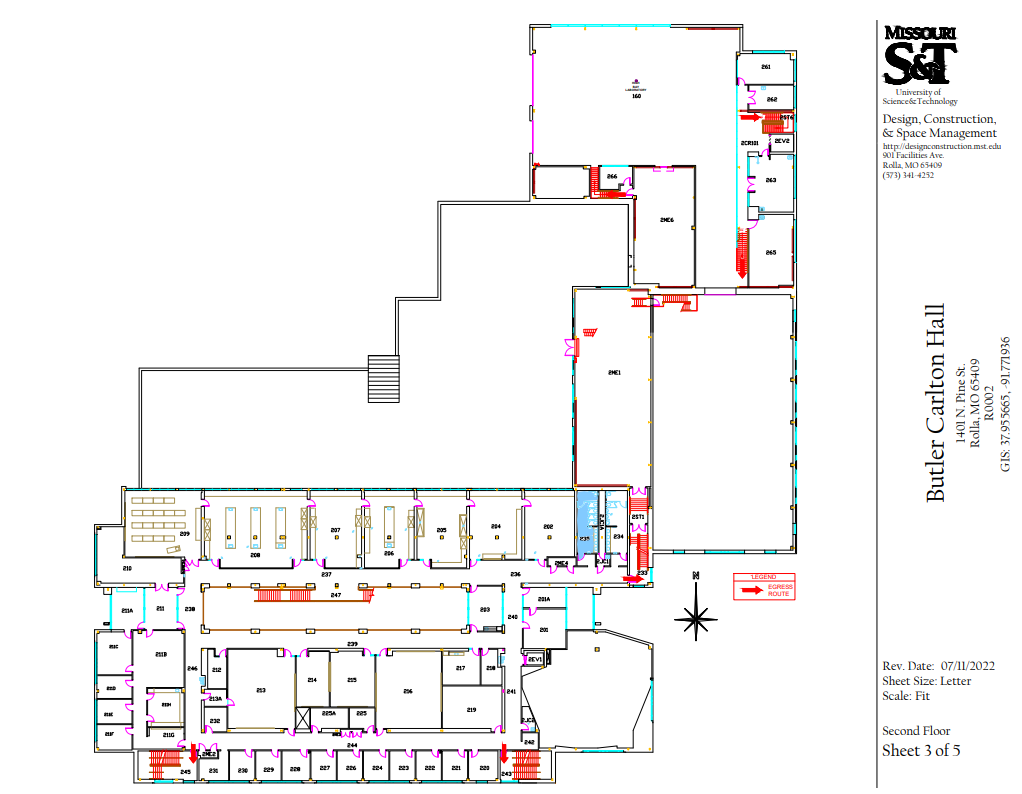 MISSOURI
S&T
University of
Science & Technology
Design, Construction,
& Space Management
http://designconstruction.mst.edu
901 Facilities Ave.
Rolla, MO 65409
(573) 341-4252
Butler Carlton Hall
1401 N. Pine St.
Rolla, MO 65409
R0002
GIS: 37.955665, -91.771936
Rev. Date: 07/11/2022
Sheet Size: Letter
Scale: Fit
Second Floor
Sheet 3 of 5
LABORATORY
160
261
262
2EV2
2CR101
263
266
2ME6
265
2ME1
209
208
207
206
205
204
202
235
234
2ST1
2ME4
2JC1
210
237
236
233
247
N
LEGEND
EGRESS
ROUTE
211A
211
238
203
240
201A
201
239
211C
211B
246
212
213
214
215
216
217
218
2EV1
211D
213A
241
219
211E
211H
232
225A
225
211F
211G
242
244
2ME2
245
231
230
229
228
227
226
224
223
222
221
220
243